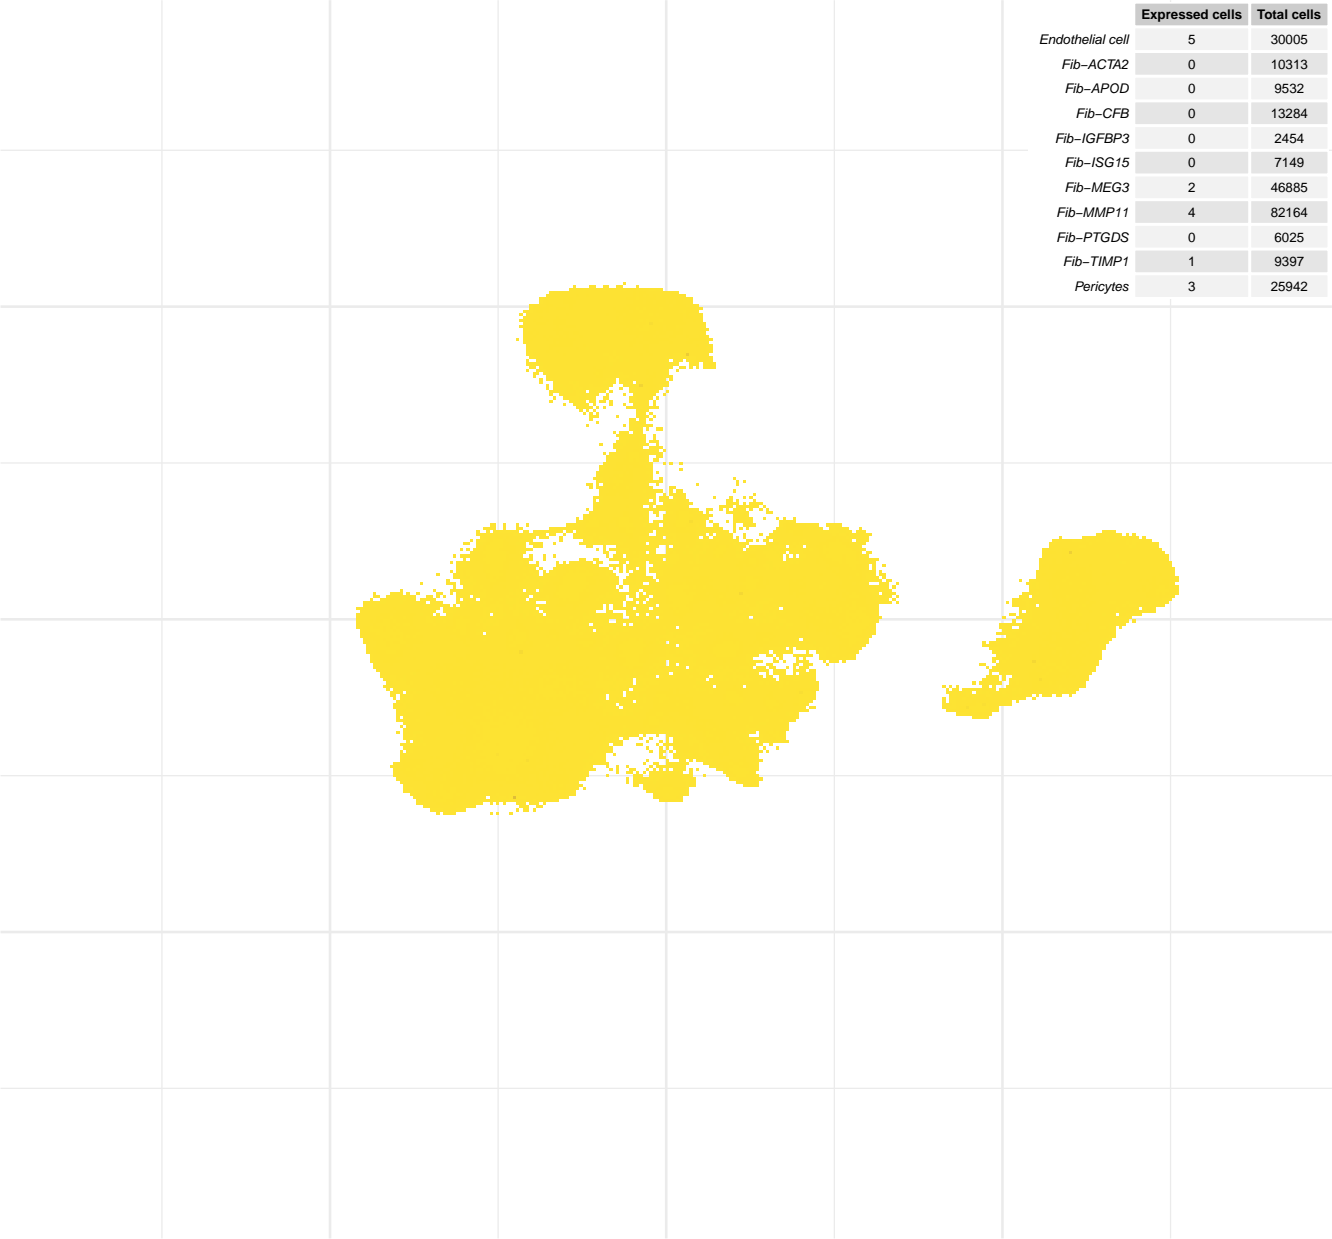 Expressed cells Total cells
Endothelial cell 5 30005
Fib−ACTA2 0 10313
Fib−APOD 0 9532
Fib−CFB 0 13284
Fib−IGFBP3 0 2454
Fib−ISG15 0 7149
Fib−MEG3 2 46885
Fib−MMP11 4 82164
Fib−PTGDS 0 6025
Fib−TIMP1 1 9397
Pericytes 3 25942